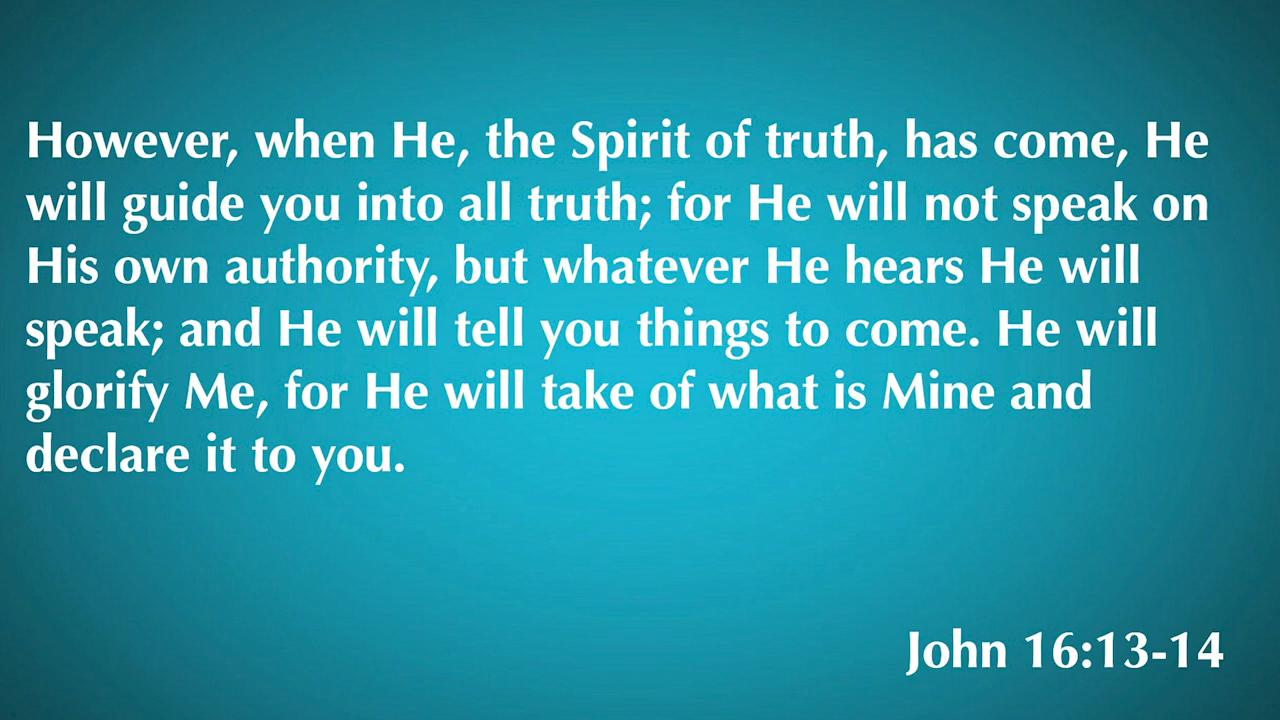 However, when He, the Spirit of truth, has come, He
will guide you into all truth; for He will not speak on
His own authority, but whatever He hears He will
speak; and He will tell you things to come. He will
glorify Me, for He will take of what is Mine and
declare it to you.
John 16:13-14